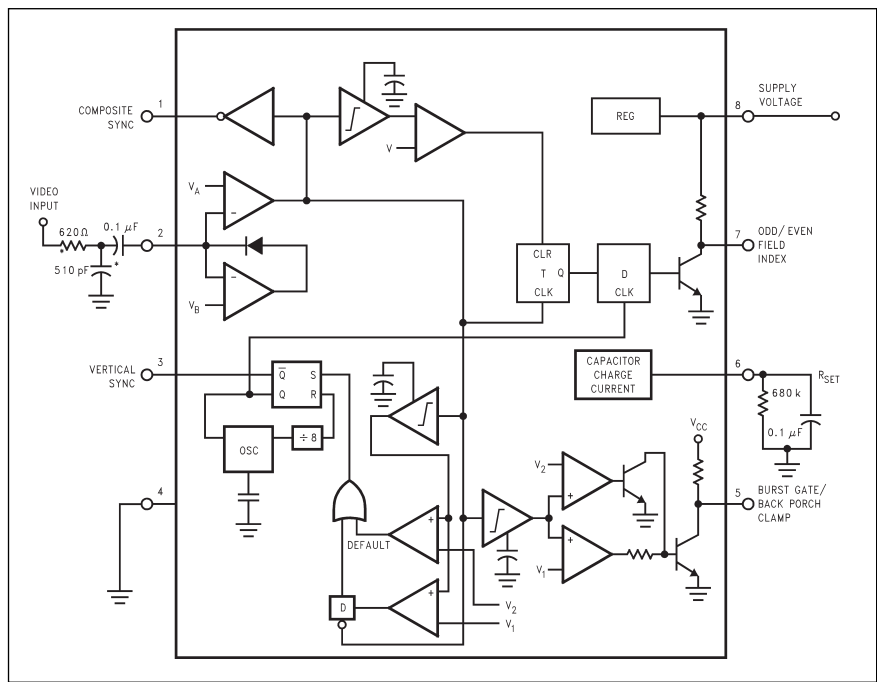 COMPOSITE
SYNC
1
V
REG
8
SUPPLY
VOLTAGE
VIDEO
INPUT
620Ω
*
0.1 μF
*
510 pF
2
V_A
−
−
V_B
CLR
T Q
CLK
D
CLK
7
ODD/EVEN
FIELD
INDEX
VERTICAL
SYNC
3
Q̅ S
Q R
OSC
÷ 8
CAPACITOR
CHARGE
CURRENT
6
R_SET
680 k
0.1 μF
4
DEFAULT
+
+
D
V_2
V_1
V_2
+
+
V_1
V_CC
5
BURST GATE/
BACK PORCH
CLAMP